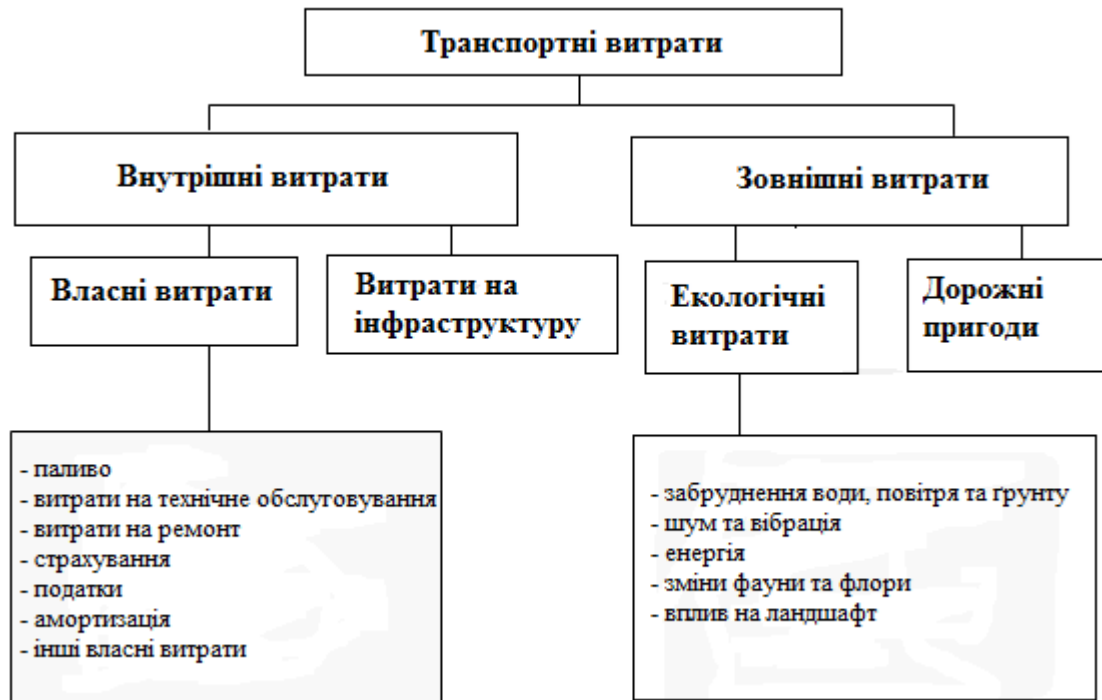 Транспортні витрати
Внутрішні витрати
Зовнішні витрати
Власні витрати
Витрати на
інфраструктуру
Екологічні
витрати
Дорожні
пригоди
- паливо
- витрати на технічне обслуговування
- витрати на ремонт
- страхування
- податки
- амортизація
- інші власні витрати
- забруднення води, повітря та ґрунту
- шум та вібрація
- енергія
- зміни фауни та флори
- вплив на ландшафт